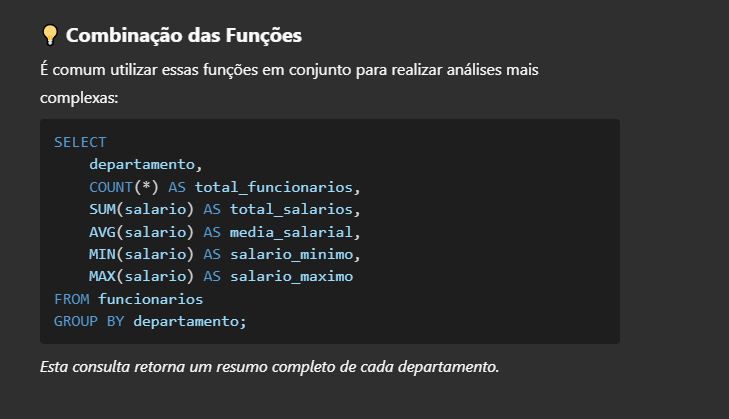 💡 Combinação das Funções
É comum utilizar essas funções em conjunto para realizar análises mais
complexas:
SELECT
    departamento,
    COUNT(*) AS total_funcionarios,
    SUM(salario) AS total_salarios,
    AVG(salario) AS media_salarial,
    MIN(salario) AS salario_minimo,
    MAX(salario) AS salario_maximo
FROM funcionarios
GROUP BY departamento;
Esta consulta retorna um resumo completo de cada departamento.